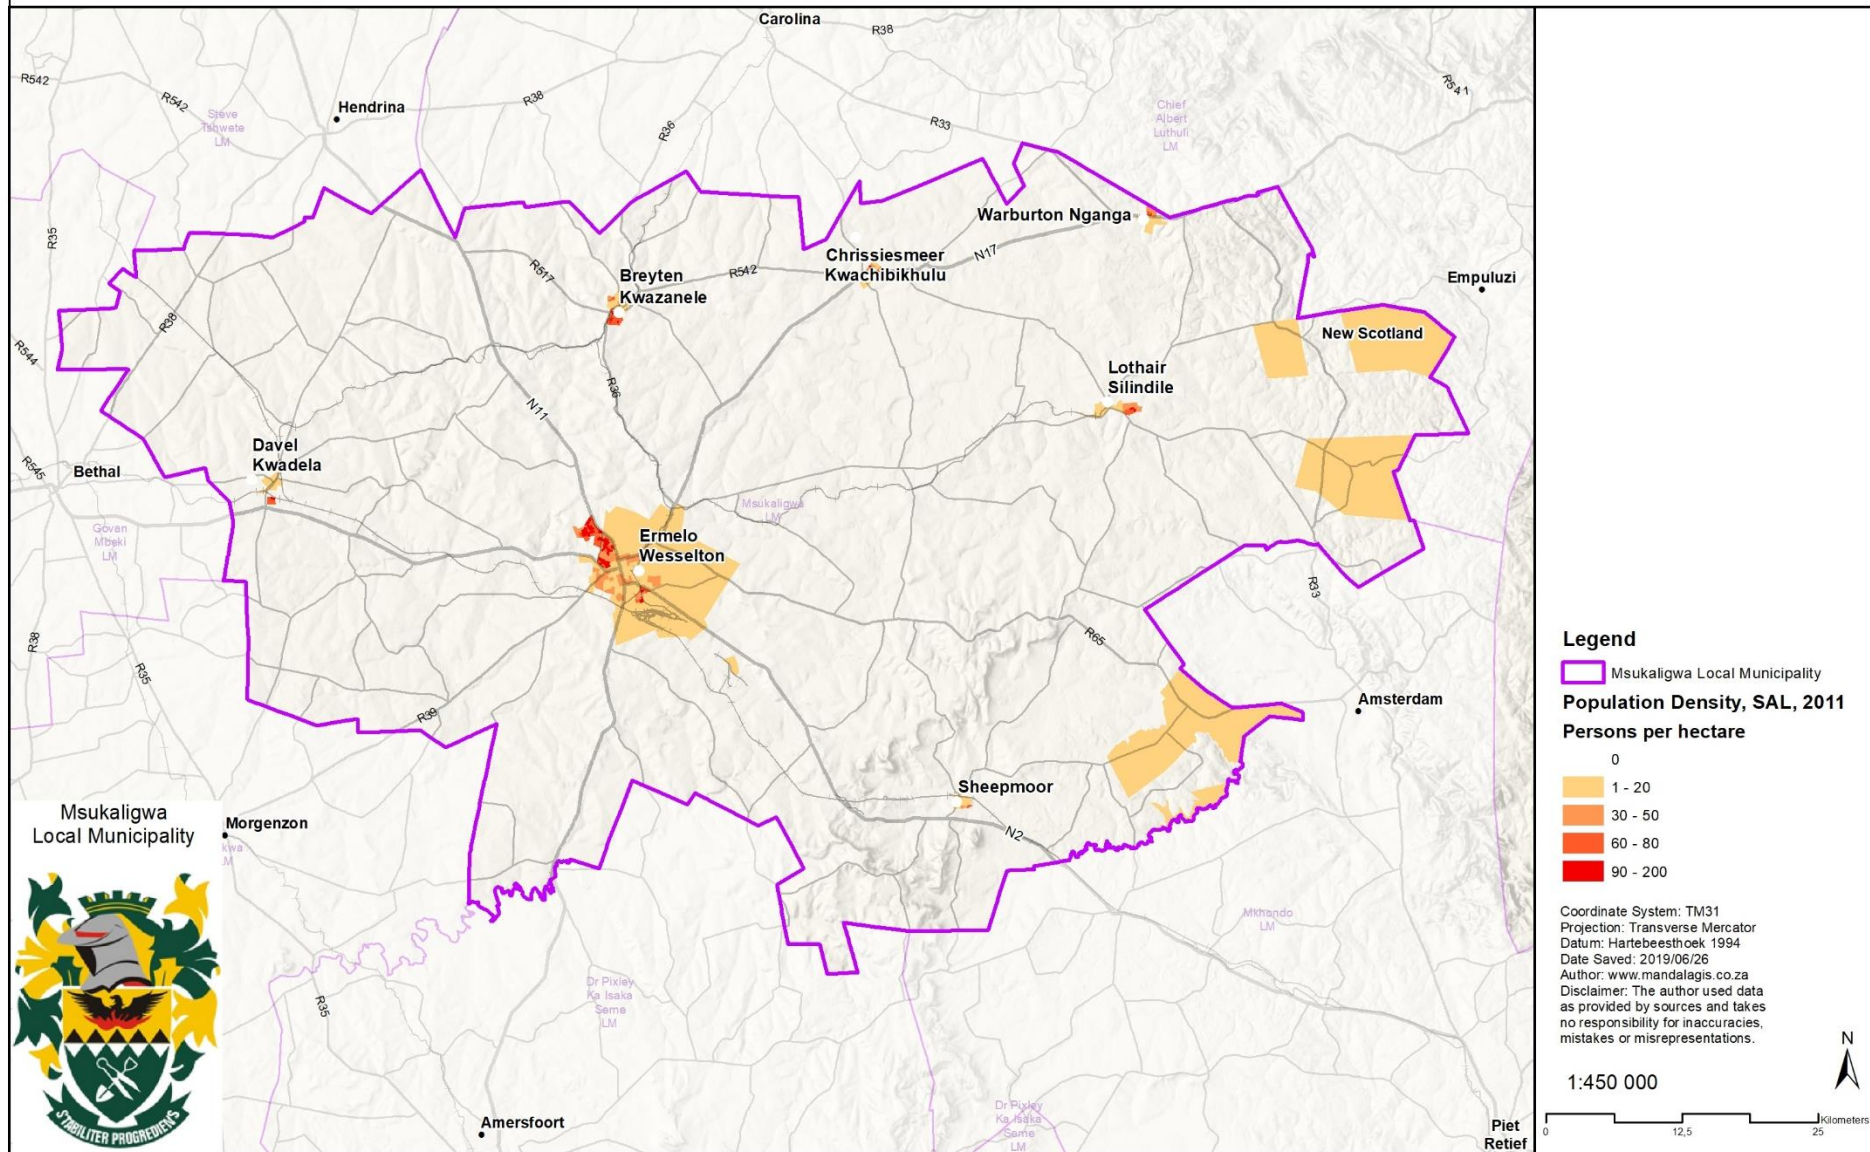 Carolina
R38
R542
R542
Hendrina
R38
R36
R33
R541
Steve
Tshwete
LM
Chief
Albert
Luthuli
LM
R35
Warburton Nganga
N17
Chrissiesmeer
Kwachibikhulu
R517
Breyten
Kwazanele
R542
Empuluzi
New Scotland
R38
R544
R36
Lothair
Silindile
N11
Davel
Kwadela
R545
Bethal
Msukaligwa
LM
Govan
Mbeki
LM
Ermelo
Wesselton
R33
R38
R35
R65
R39
Amsterdam
Sheepmoor
N2
Morgenzon
LM
Mkhondo
LM
Dr Pixley
Ka Isaka
Seme
LM
R35
Dr Pixley
Ka Isaka
Seme
LM
Amersfoort
Piet
Retief
Msukaligwa
Local Municipality
STABILITER PROGREDIENS
Legend
Msukaligwa Local Municipality
Population Density, SAL, 2011
Persons per hectare
0
1 - 20
30 - 50
60 - 80
90 - 200
Coordinate System: TM31
Projection: Transverse Mercator
Datum: Hartebeesthoek 1994
Date Saved: 2019/06/26
Author: www.mandalagis.co.za
Disclaimer: The author used data
as provided by sources and takes
no responsibility for inaccuracies,
mistakes or misrepresentations.
N
1:450 000
Kilometers
0 12,5 25